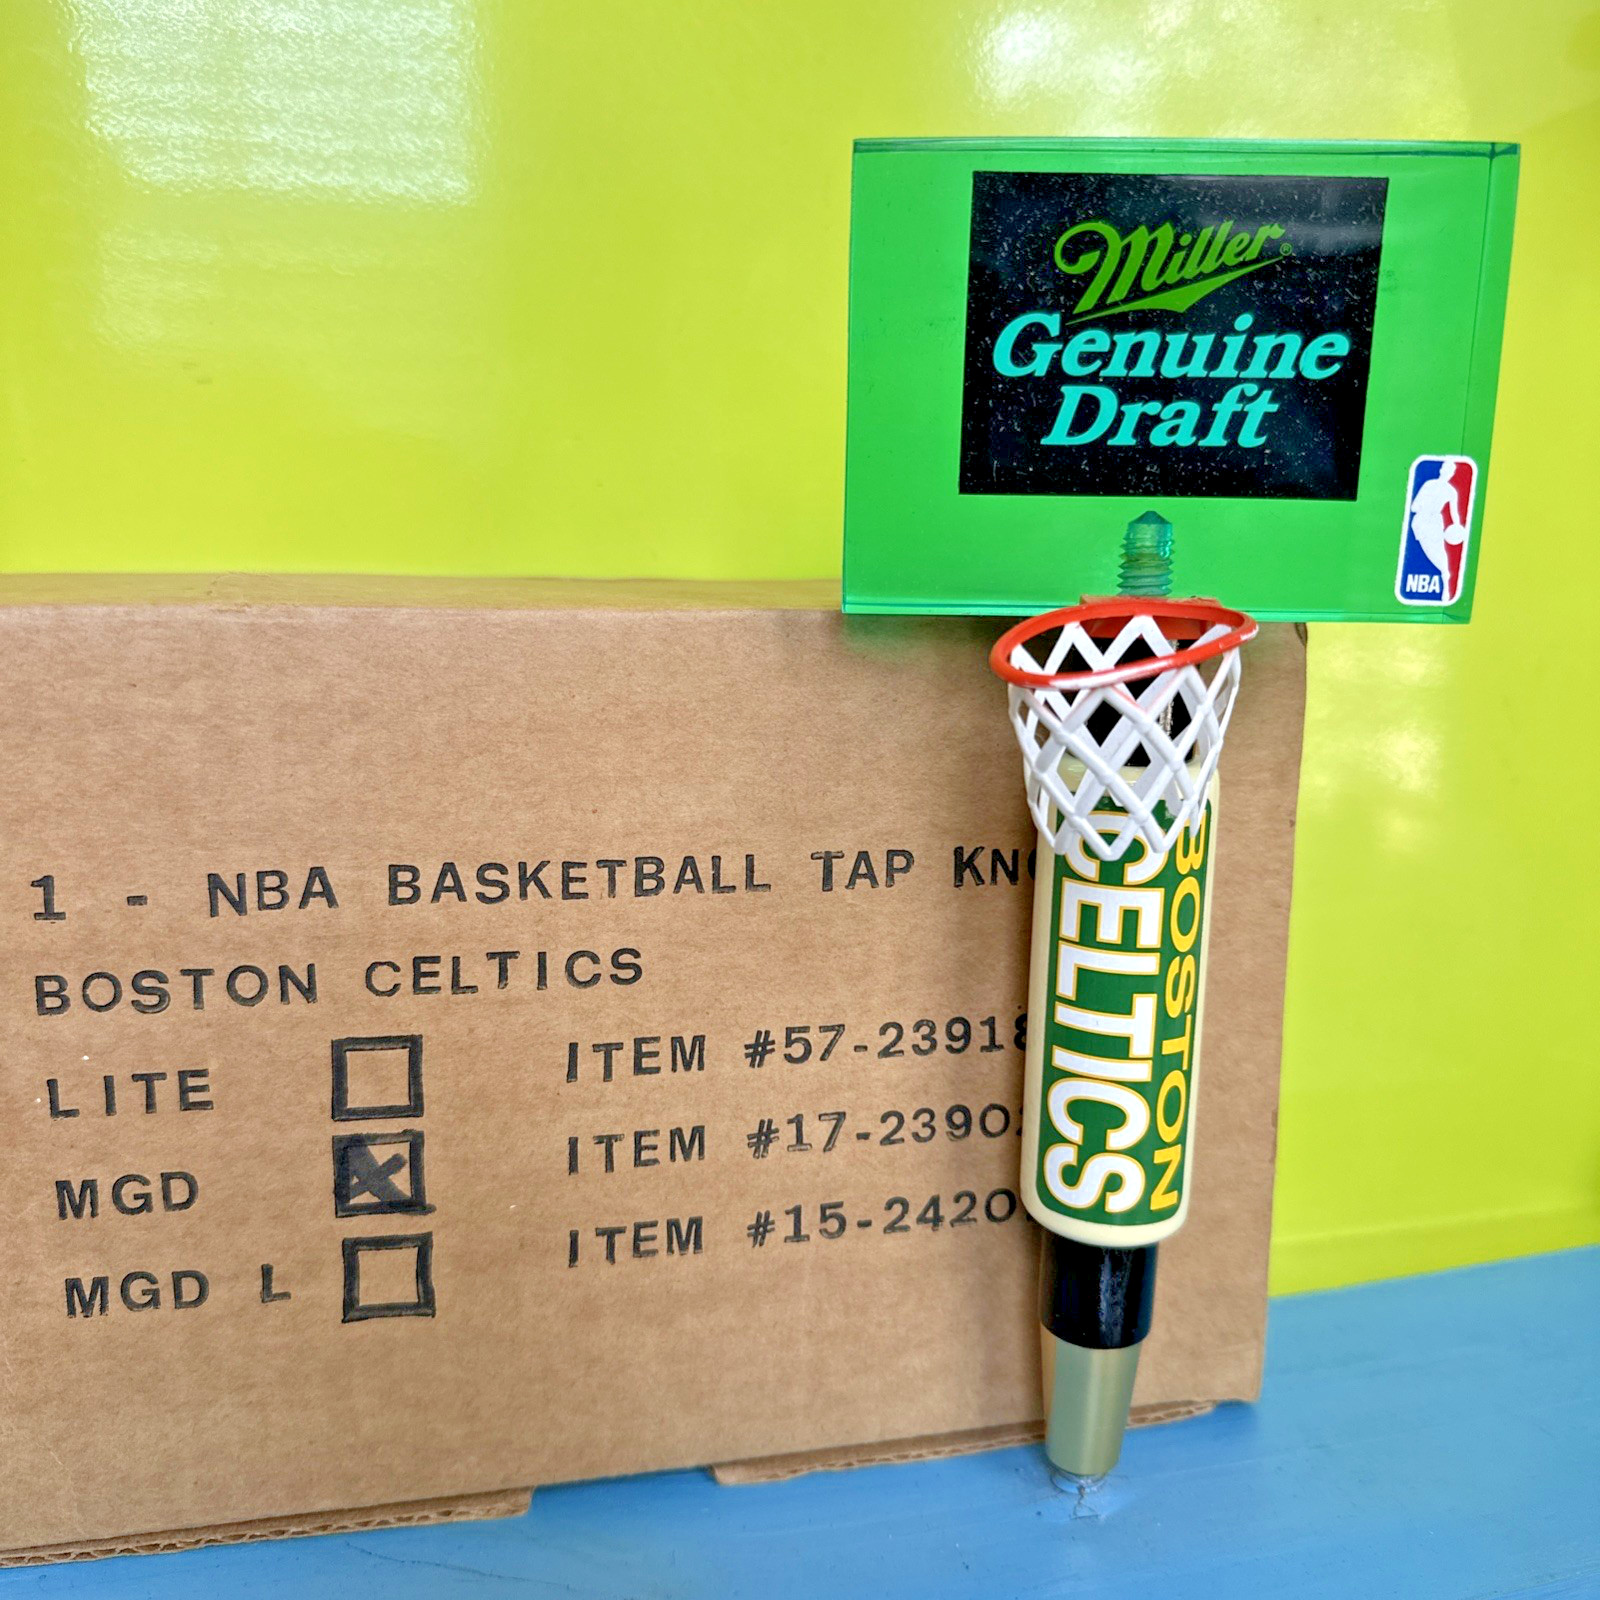 Miller®
Genuine
Draft
NBA
BOSTON
CELTICS
1 - NBA BASKETBALL TAP
BOSTON CELTICS
LITE ITEM
MGD ITEM
MGD L ITEM